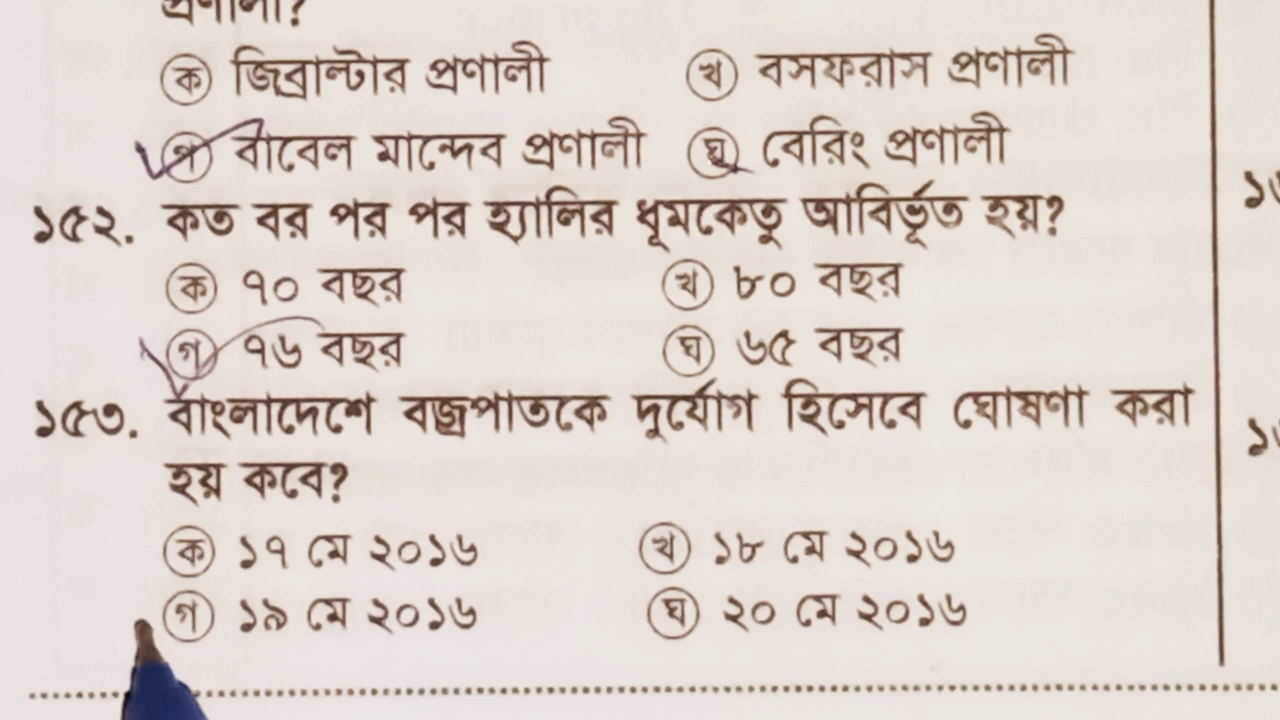 প্রণালী?
ক জিব্রাল্টার প্রণালী খ বসফরাস প্রণালী
গ বাবেল মান্দেব প্রণালী ঘ বেরিং প্রণালী
১৫২. কত বর পর পর হ্যালির ধূমকেতু আবির্ভূত হয়?
ক ৭০ বছর খ ৮০ বছর
গ ৭৬ বছর ঘ ৬৫ বছর
১৫৩. বাংলাদেশে বজ্রপাতকে দুর্যোগ হিসেবে ঘোষণা করা
হয় কবে?
ক ১৭ মে ২০১৬ খ ১৮ মে ২০১৬
গ ১৯ মে ২০১৬ ঘ ২০ মে ২০১৬